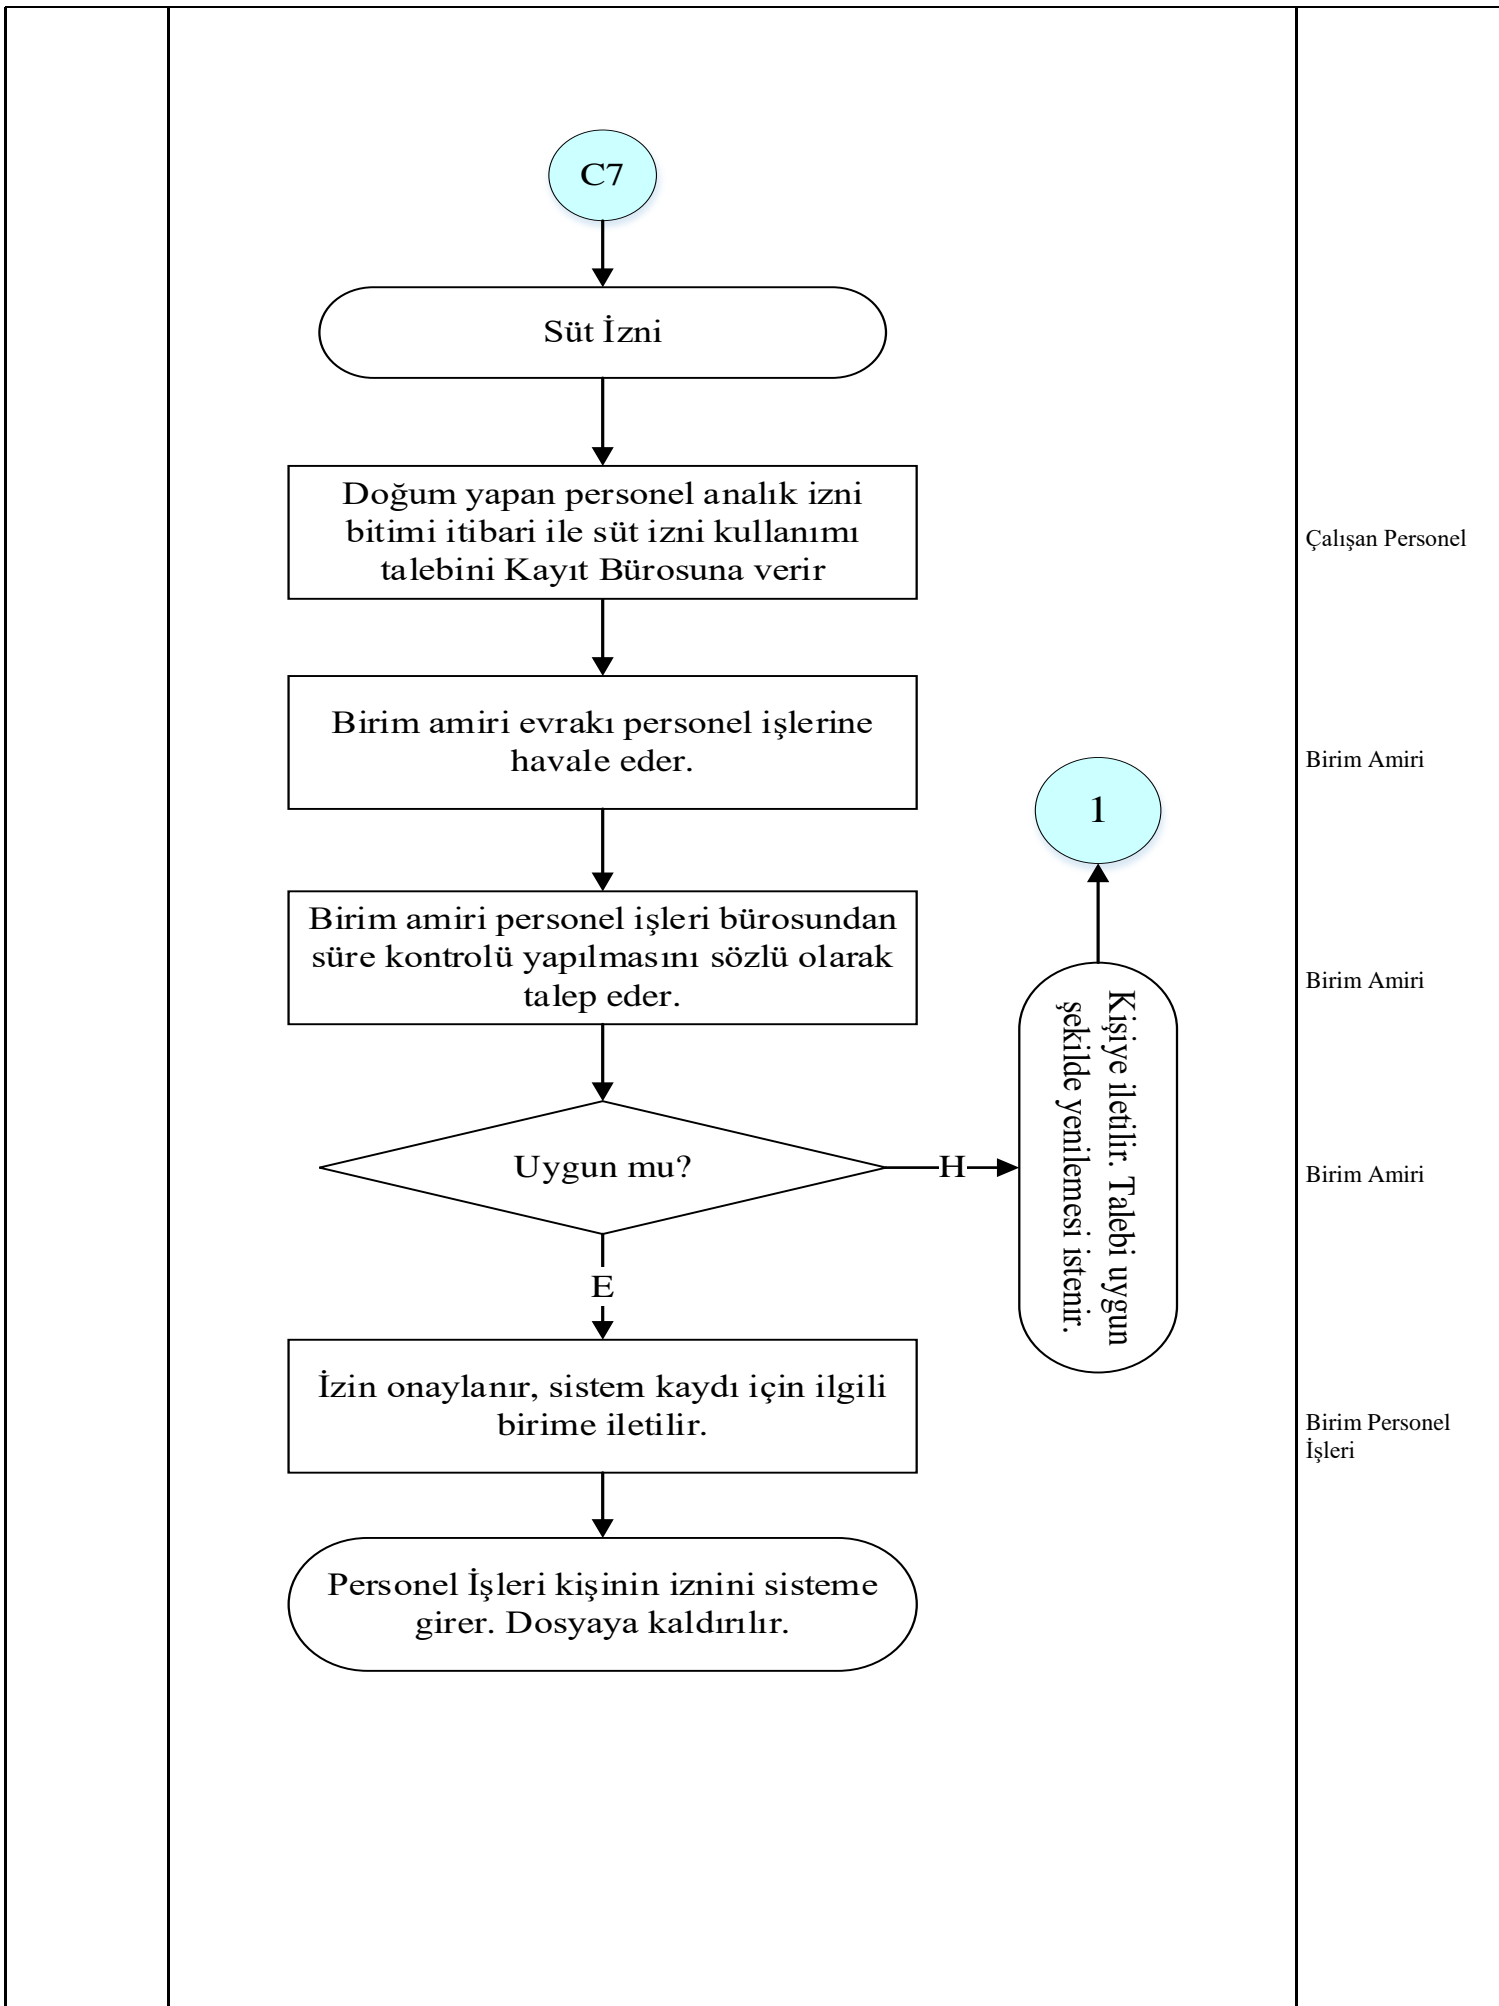 C7
Süt İzni
Doğum yapan personel analık izni
bitimi itibari ile süt izni kullanımı
talebini Kayıt Bürosuna verir
Çalışan Personel
Birim amiri evrakı personel işlerine
havale eder.
Birim Amiri
1
Birim amiri personel işleri bürosundan
süre kontrolü yapılmasını sözlü olarak
talep eder.
Birim Amiri
Uygun mu?
H
Kişiye iletilir. Talebi uygun
şekilde yenilemesi istenir.
Birim Amiri
E
İzin onaylanır, sistem kaydı için ilgili
birime iletilir.
Birim Personel
İşleri
Personel İşleri kişinin iznini sisteme
girer. Dosyaya kaldırılır.